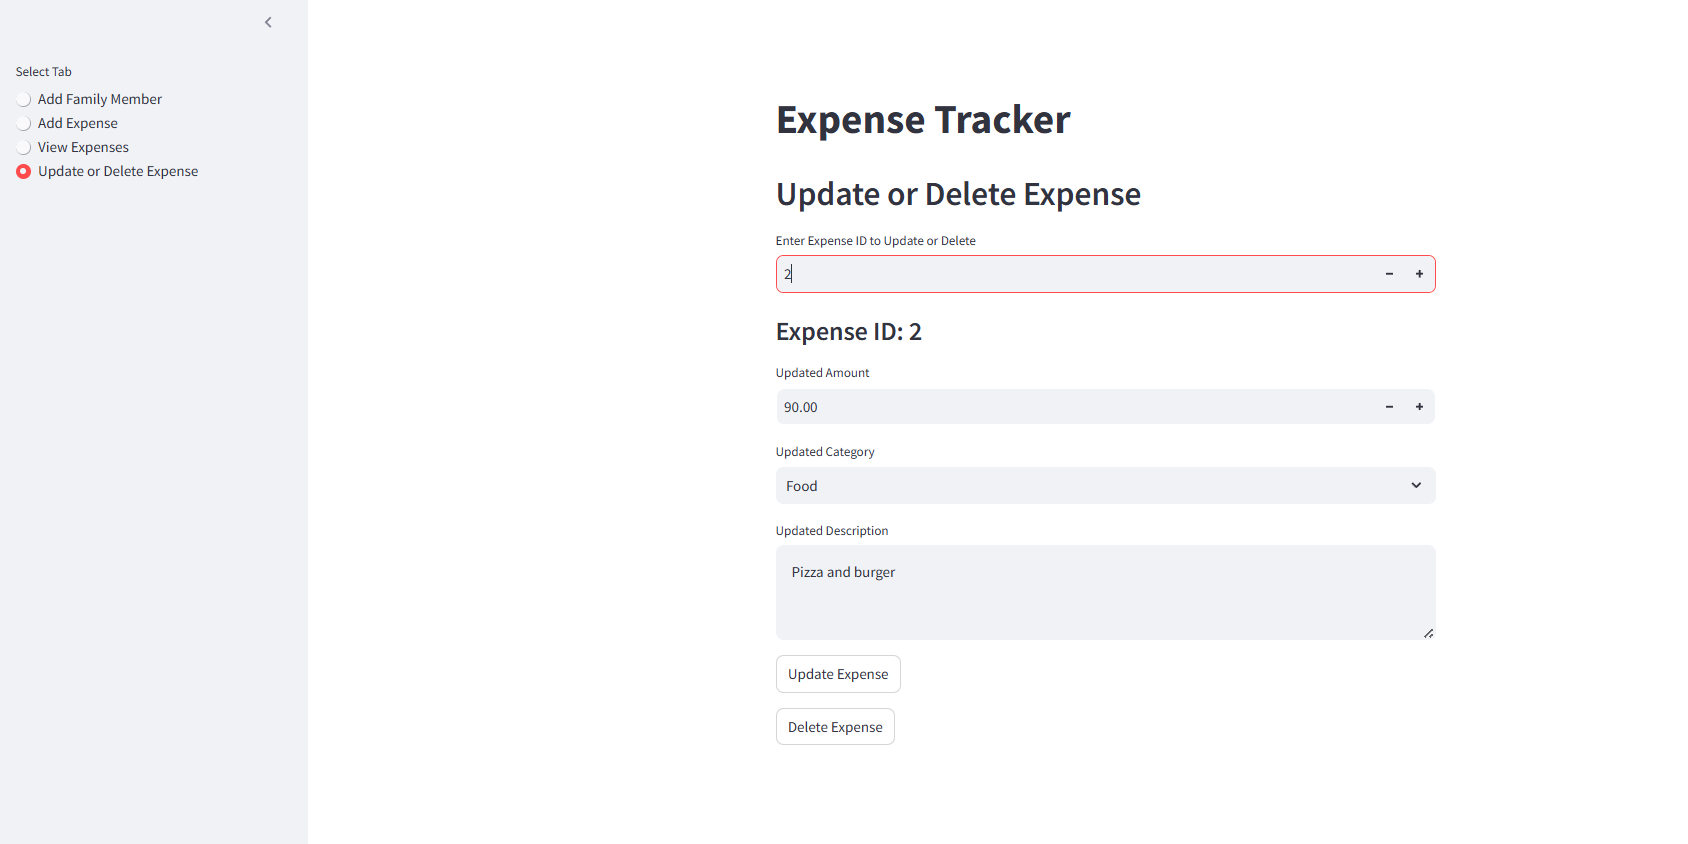 Select Tab
Add Family Member
Add Expense
View Expenses
Update or Delete Expense
Expense Tracker
Update or Delete Expense
Enter Expense ID to Update or Delete
2
Expense ID: 2
Updated Amount
90.00
Updated Category
Food
Updated Description
Pizza and burger
Update Expense
Delete Expense